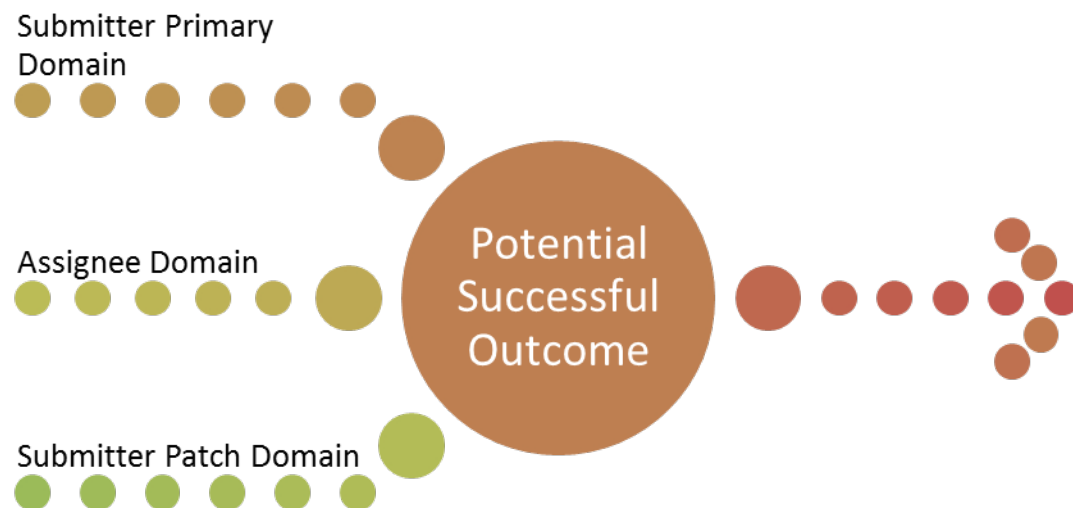 Submitter Primary
Domain
Assignee Domain
Potential
Successful
Outcome
Submitter Patch Domain